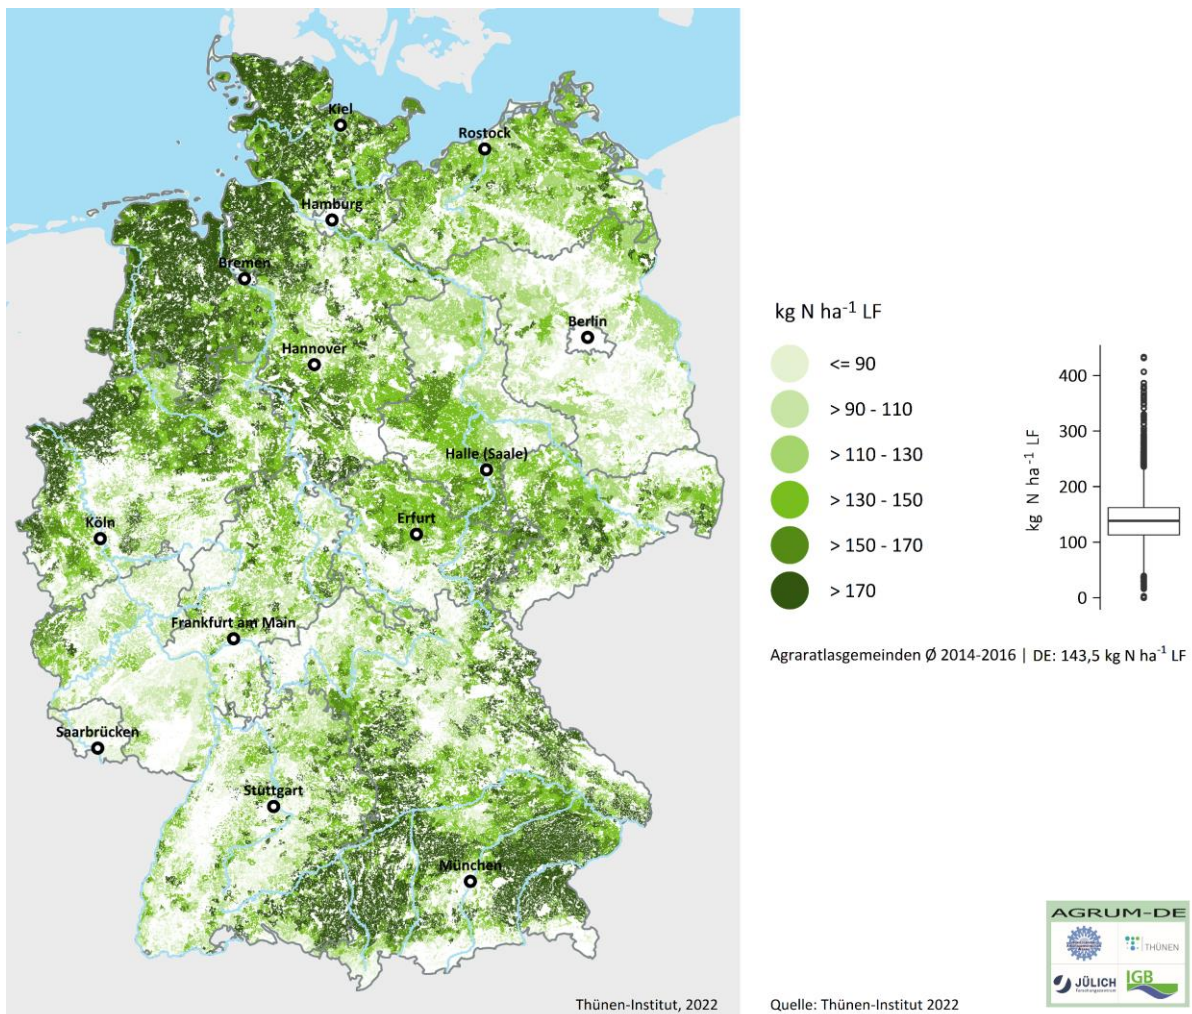 Kiel
Rostock
Hamburg
Bremen
Berlin
Hannover
Halle (Saale)
Köln
Erfurt
Frankfurt am Main
Saarbrücken
Stuttgart
München
Thünen-Institut, 2022
kg N ha⁻¹ LF
<= 90
> 90 - 110
> 110 - 130
> 130 - 150
> 150 - 170
> 170
kg N ha⁻¹ LF
400
300
200
100
0
Agraratlasgemeinden Ø 2014-2016 | DE: 143,5 kg N ha⁻¹ LF
Quelle: Thünen-Institut 2022
AGRUM-DE
THÜNEN
JÜLICH
Forschungszentrum
IGB